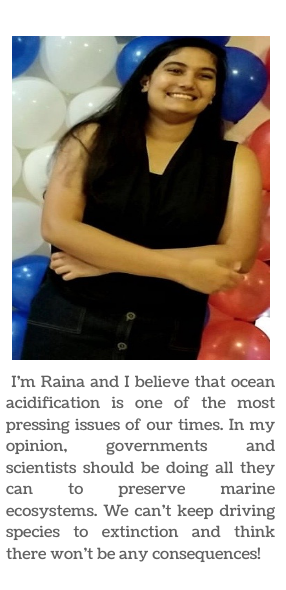 I'm Raina and I believe that ocean
acidification is one of the most
pressing issues of our times. In my
opinion, governments and
scientists should be doing all they
can to preserve marine
ecosystems. We can't keep driving
species to extinction and think
there won't be any consequences!